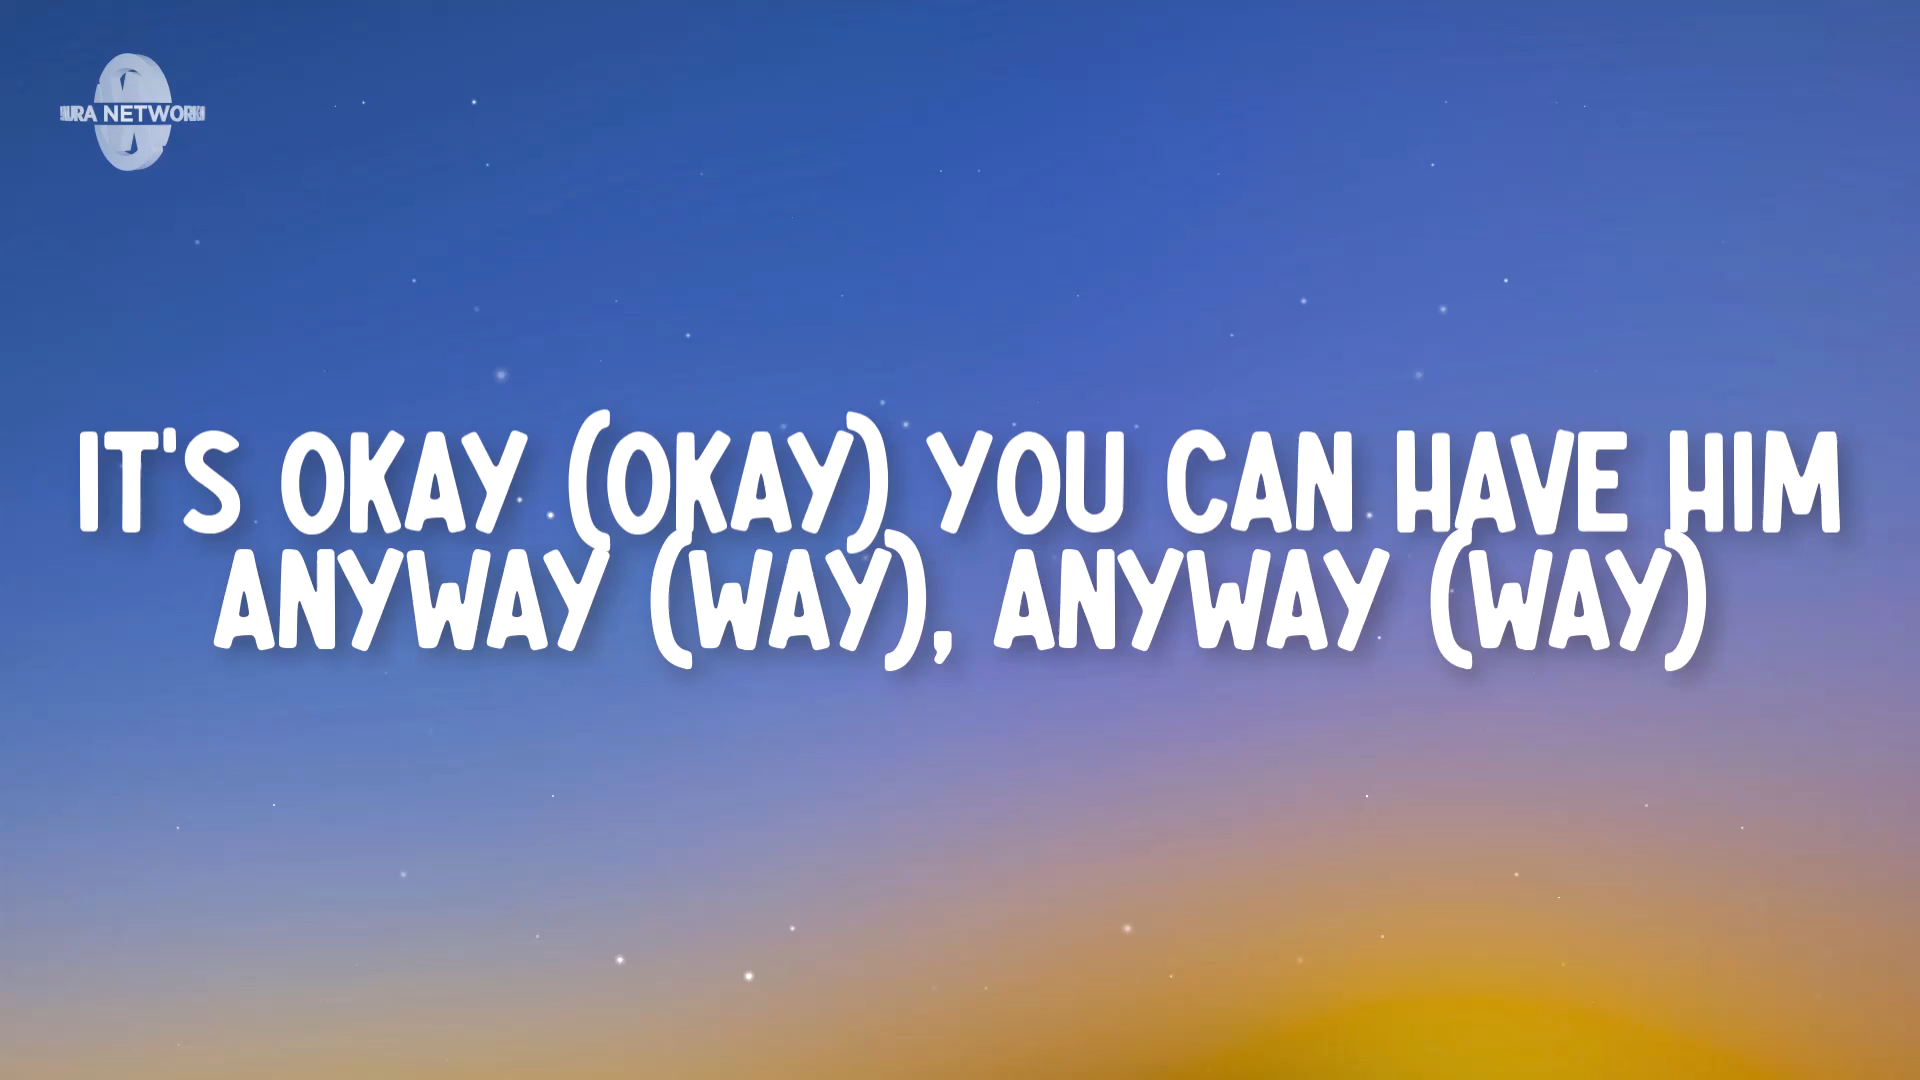 URA NETWORK
IT'S OKAY (OKAY) YOU CAN HAVE HIM
ANYWAY (WAY), ANYWAY (WAY)